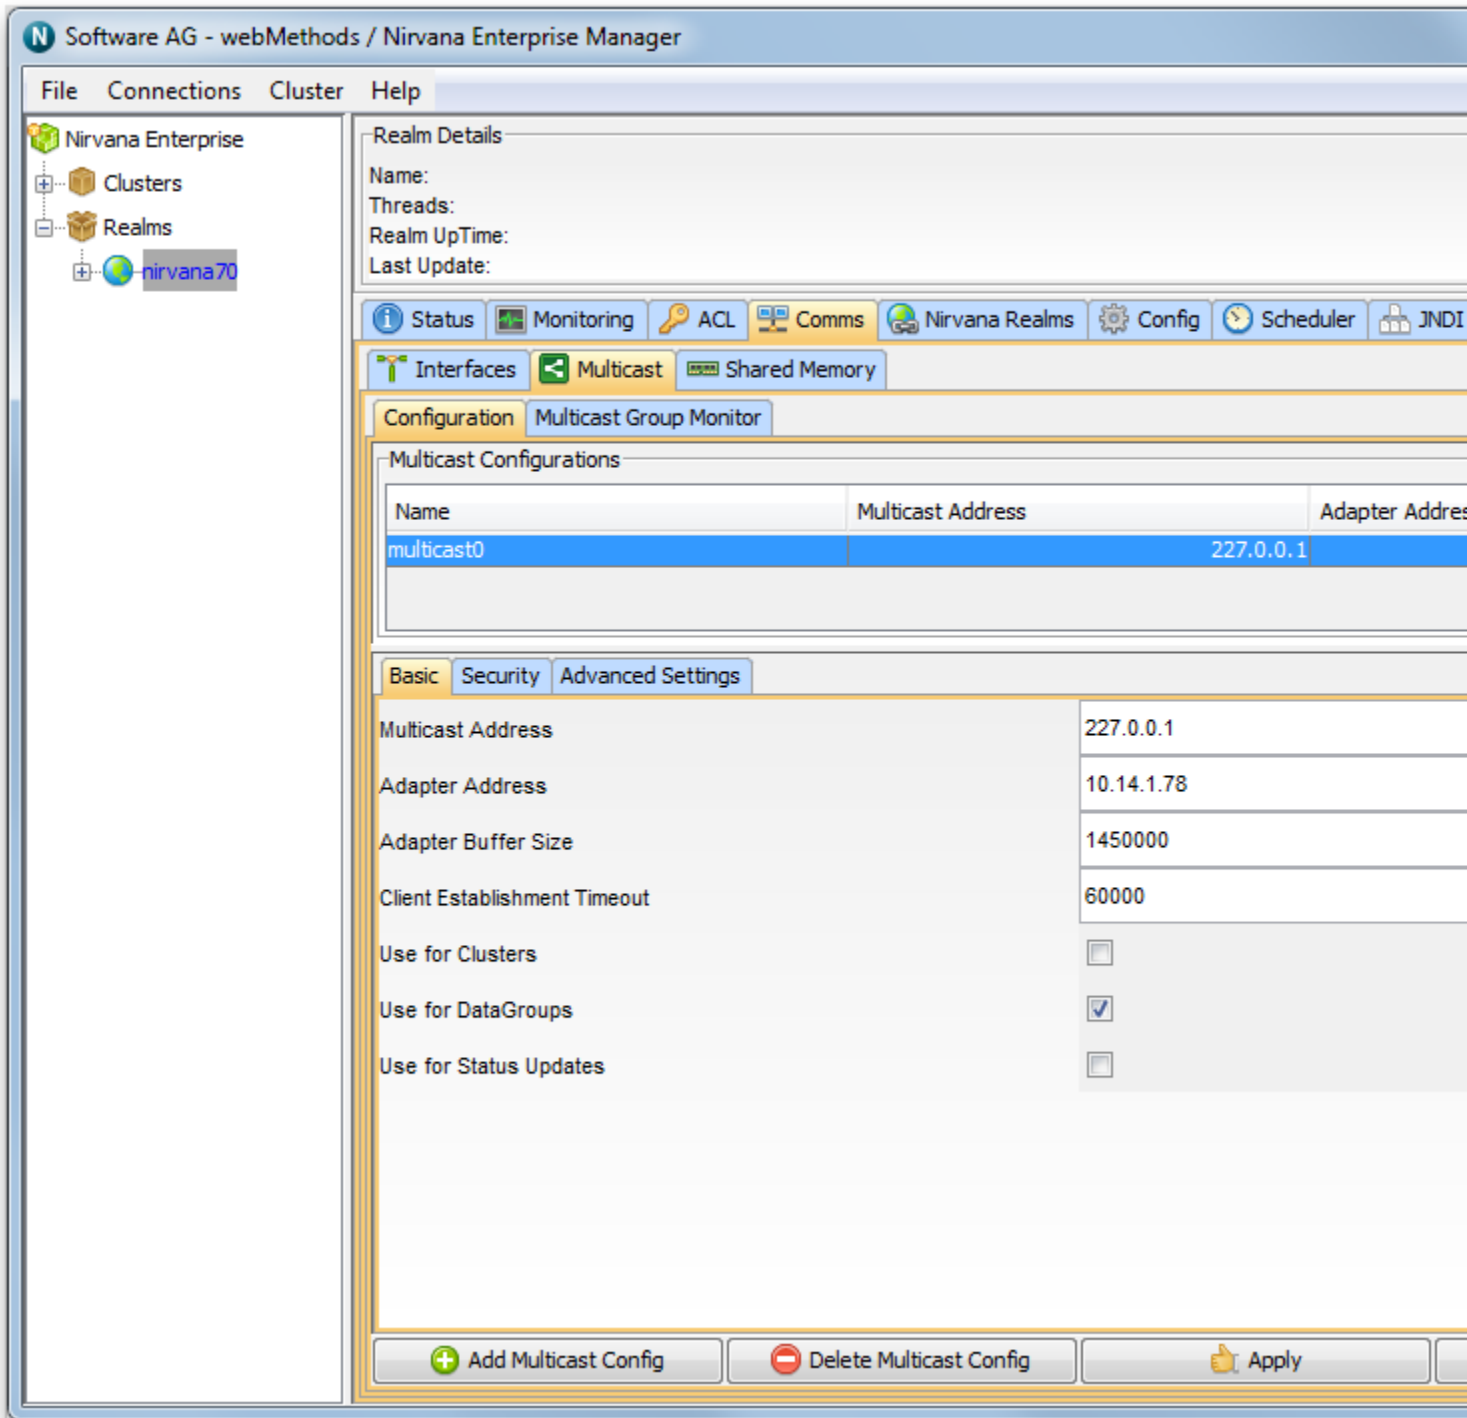 N Software AG - webMethods / Nirvana Enterprise Manager
File Connections Cluster Help
Nirvana Enterprise
Clusters
Realms
nirvana70
Realm Details
Name:
Threads:
Realm UpTime:
Last Update:
Status Monitoring ACL Comms Nirvana Realms Config Scheduler JNDI
Interfaces Multicast Shared Memory
Configuration Multicast Group Monitor
Multicast Configurations
Name Multicast Address Adapter Addres
multicast0 227.0.0.1
Basic Security Advanced Settings
Multicast Address 227.0.0.1
Adapter Address 10.14.1.78
Adapter Buffer Size 1450000
Client Establishment Timeout 60000
Use for Clusters
Use for DataGroups
Use for Status Updates
Add Multicast Config Delete Multicast Config Apply